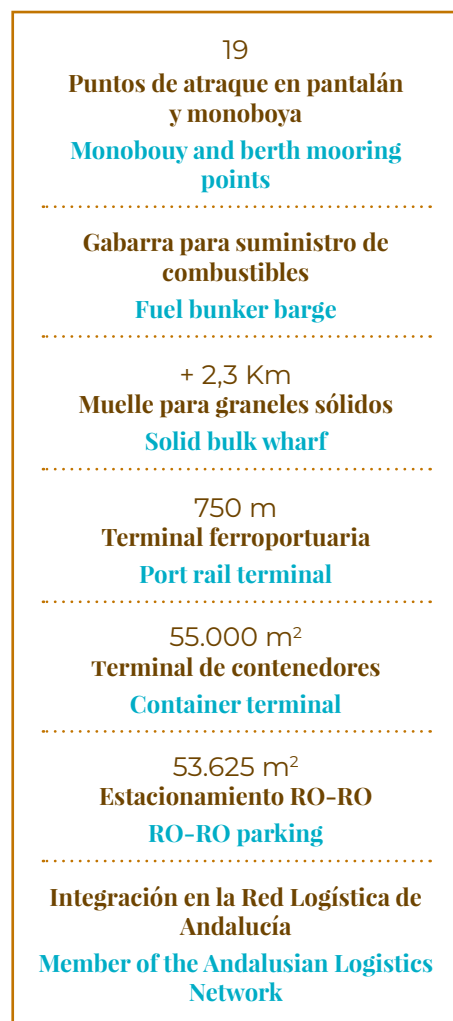 19
Puntos de atraque en pantalán
y monoboya
Monobouy and berth mooring
points
Gabarra para suministro de
combustibles
Fuel bunker barge
+ 2,3 Km
Muelle para graneles sólidos
Solid bulk wharf
750 m
Terminal ferroportuaria
Port rail terminal
55.000 m²
Terminal de contenedores
Container terminal
53.625 m²
Estacionamiento RO-RO
RO-RO parking
Integración en la Red Logística de
Andalucía
Member of the Andalusian Logistics
Network